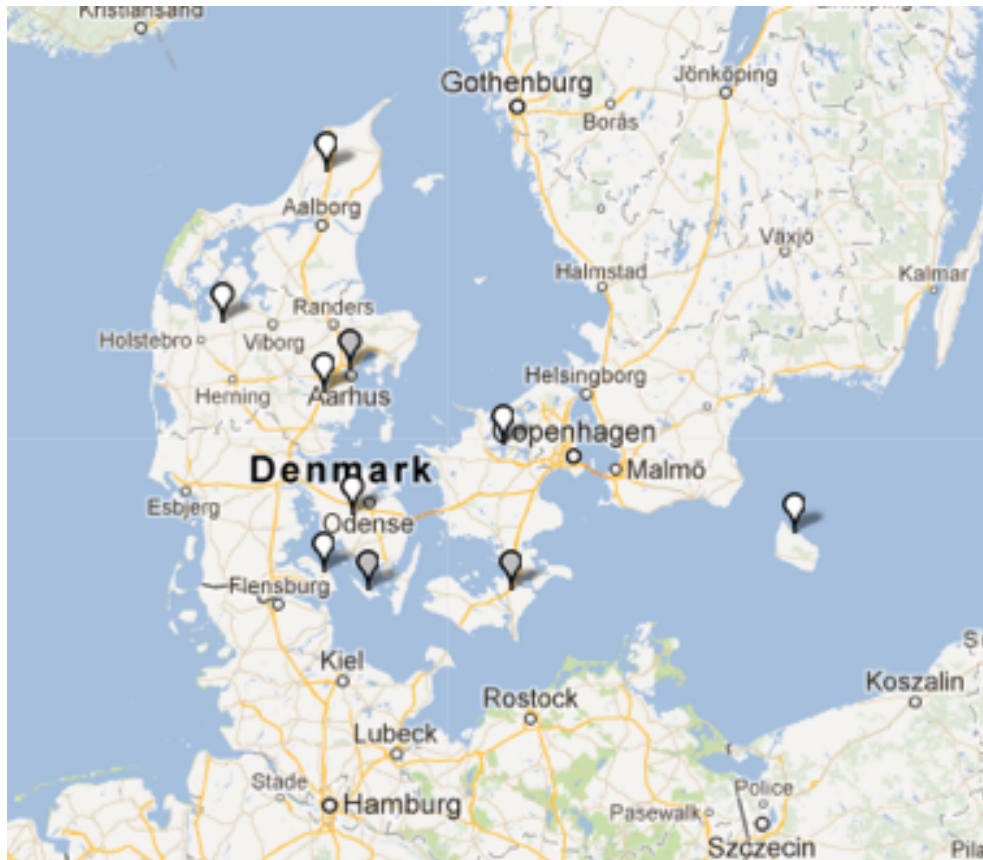 Kristiansand
Gothenburg
Jönköping
Borås
Aalborg
Växjö
Halmstad
Kalmar
Randers
Holstebro
Viborg
Helsingborg
Herning
Aarhus
Copenhagen
Denmark
Malmö
Esbjerg
Odense
Flensburg
Kiel
Koszalin
Rostock
Lubeck
Stade
Police
Hamburg
Pasewalk
Szczecin